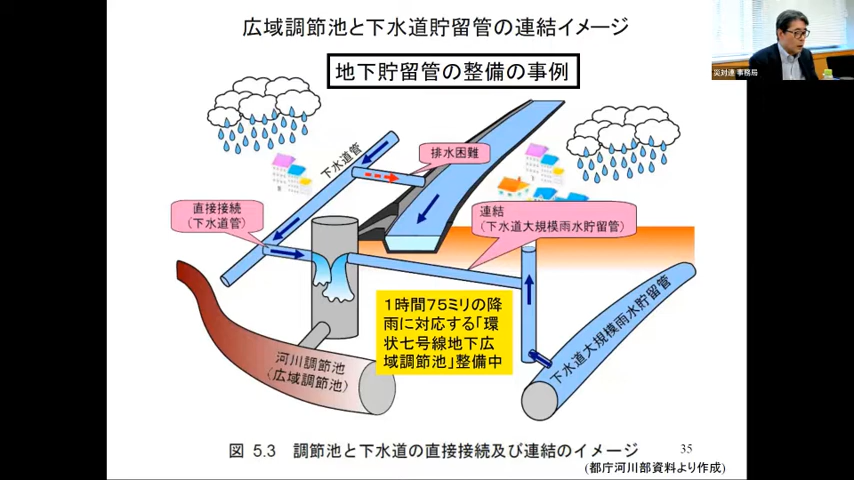 広域調節池と下水道貯留管の連結イメージ
地下貯留管の整備の事例
災対連 事務局
下水道管
排水困難
直接接続
(下水道管)
連結
(下水道大規模雨水貯留管)
1時間75ミリの降
雨に対応する「環
状七号線地下広
域調節池」整備中
下水道大規模雨水貯留管
河川調節池
(広域調節池)
図 5.3 調節池と下水道の直接接続及び連結のイメージ
35
(都庁河川部資料より作成)